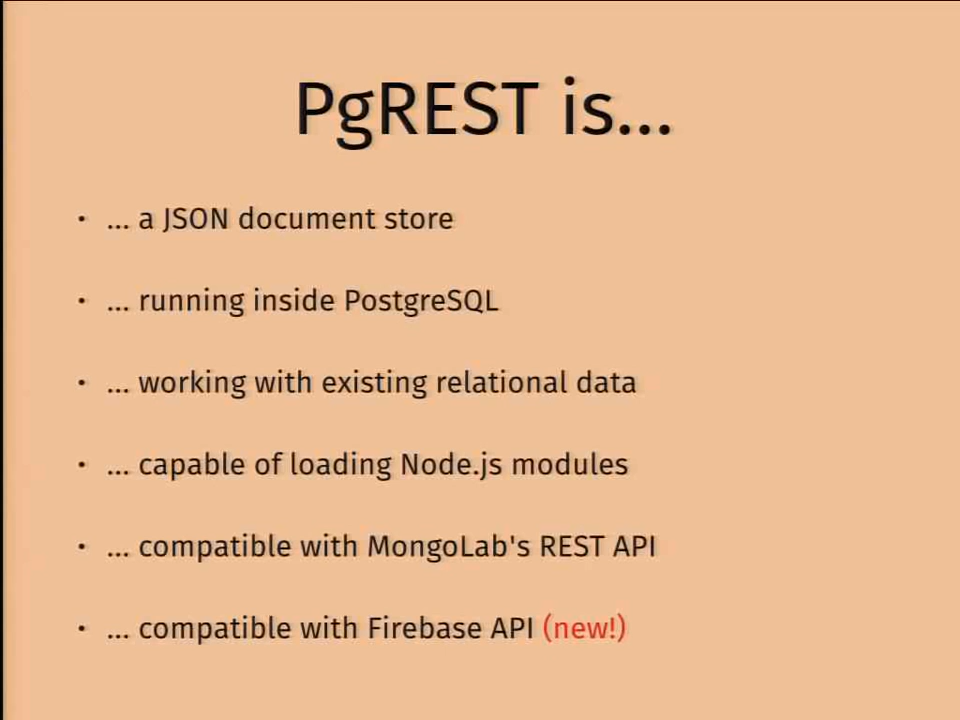 PgREST is...
• ... a JSON document store
• ... running inside PostgreSQL
• ... working with existing relational data
• ... capable of loading Node.js modules
• ... compatible with MongoLab's REST API
• ... compatible with Firebase API (new!)